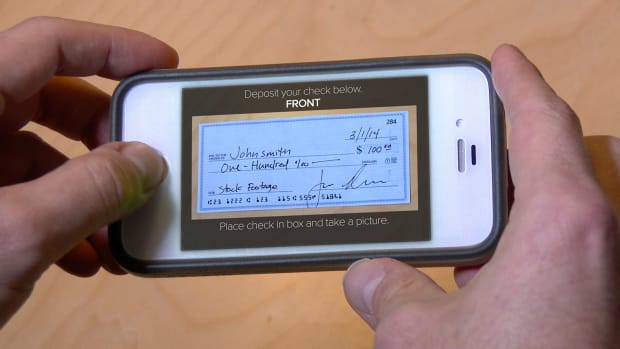 Deposit your check below.
FRONT
284
3/1/14
John Smith
$ 100
One-Hundred
Stock Footage
Place check in box and take a picture.